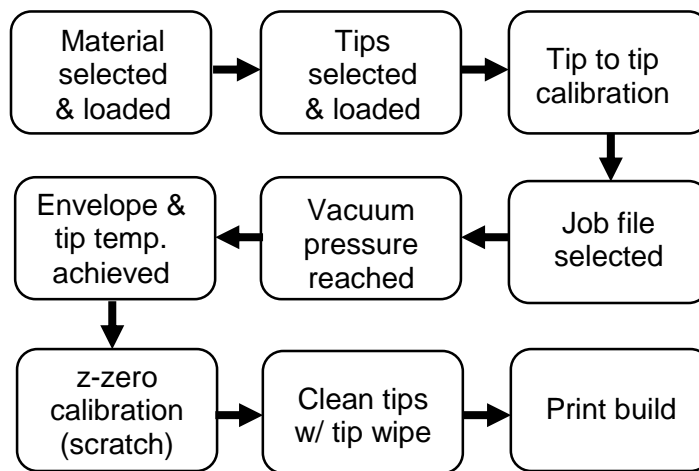 Material
selected
& loaded
Tips
selected
& loaded
Tip to tip
calibration
Job file
selected
Vacuum
pressure
reached
Envelope &
tip temp.
achieved
z-zero
calibration
(scratch)
Clean tips
w/ tip wipe
Print build